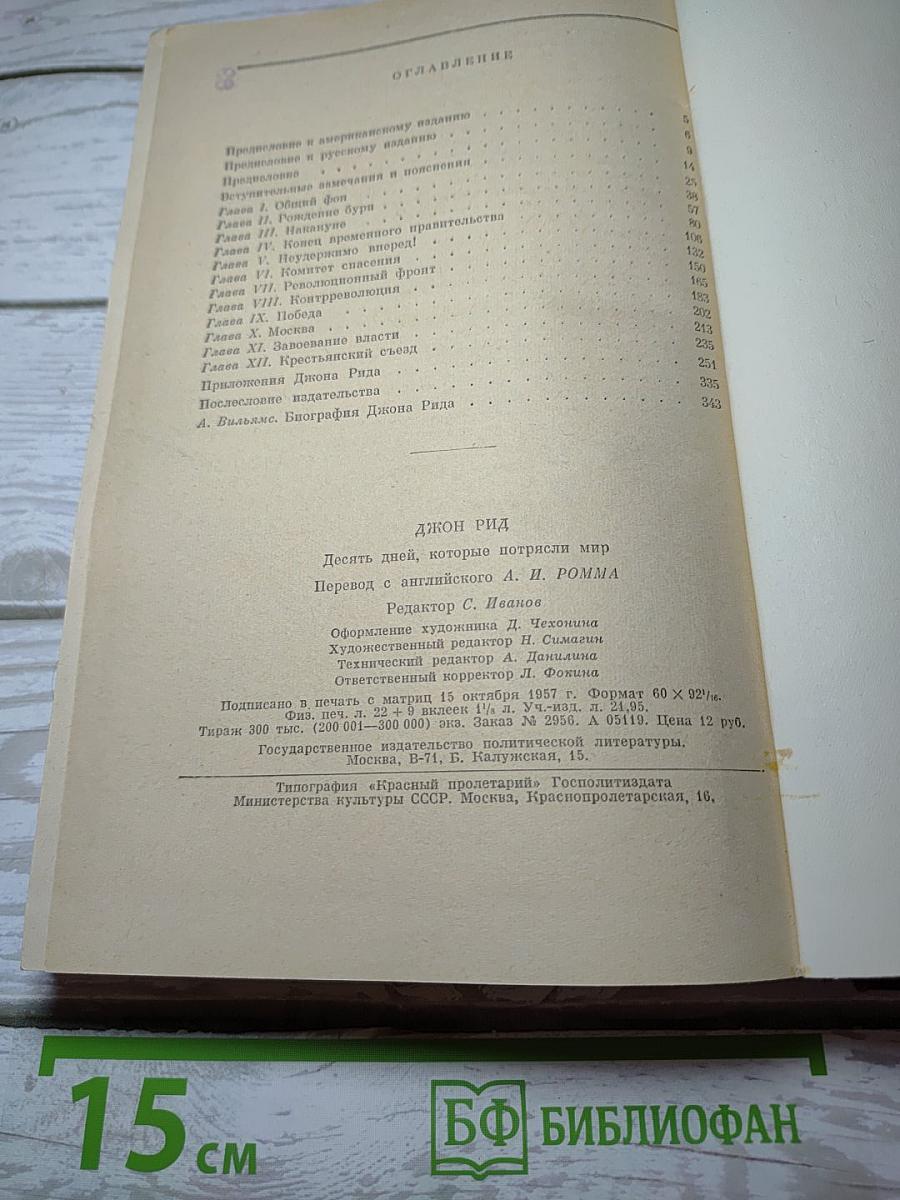 ОГЛАВЛЕНИЕ
Предисловие к американскому изданию . . . . . . . . 5
Предисловие к русскому изданию . . . . . . . . 6
Предисловие . . . . . . . . 9
Вступительные замечания и пояснения . . . . . . . . 14
Глава I. Общий фон . . . . . . . . 25
Глава II. Рождение бури . . . . . . . . 38
Глава III. Накануне . . . . . . . . 57
Глава IV. Конец временного правительства . . . . . . . . 80
Глава V. Неудержимо вперед! . . . . . . . . 106
Глава VI. Комитет спасения . . . . . . . . 132
Глава VII. Революционный фронт . . . . . . . . 150
Глава VIII. Контрреволюция . . . . . . . . 165
Глава IX. Победа . . . . . . . . 183
Глава X. Москва . . . . . . . . 202
Глава XI. Завоевание власти . . . . . . . . 213
Глава XII. Крестьянский съезд . . . . . . . . 235
Приложения Джона Рида . . . . . . . . 251
Послесловие издательства . . . . . . . . 335
А. Вильямс. Биография Джона Рида . . . . . . . . 343
ДЖОН РИД
Десять дней, которые потрясли мир
Перевод с английского А. И. РОММА
Редактор С. Иванов
Оформление художника Д. Чехонина
Художественный редактор Н. Симагин
Технический редактор А. Данилина
Ответственный корректор Л. Фокина
Подписано в печать с матриц 15 октября 1957 г. Формат 60 × 92¹/₁₆.
Физ. печ. л. 22 + 9 вклеек 1¹/₈ л. Уч.-изд. л. 21,95.
Тираж 300 тыс. (200 001—300 000) экз. Заказ № 2956. А 05119. Цена 12 руб.
Государственное издательство политической литературы.
Москва, В-71, Б. Калужская, 15.
Типография «Красный пролетарий» Госполитиздата
Министерства культуры СССР. Москва, Краснопролетарская, 16.
15 см
БФ БИБЛИОФАН